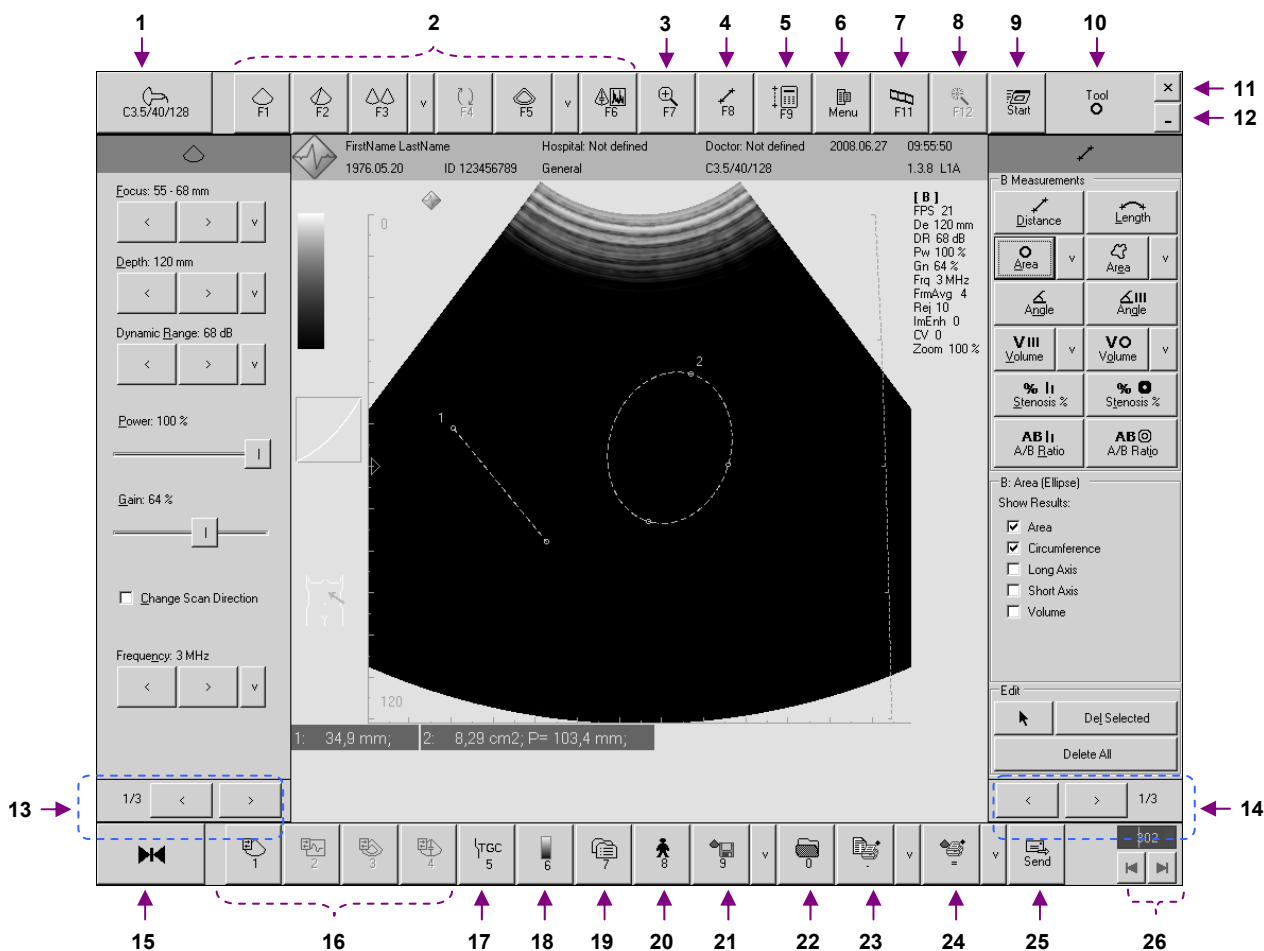 1 2 3 4 5 6 7 8 9 10
C3.5/40/128 F1 F2 F3 v F4 F5 v F6 F7 F8 F9 Menu F11 F12 Start Tool × 11
- 12
FirstName LastName Hospital: Not defined Doctor: Not defined 2008.06.27 09:55:50
1976.05.20 ID 123456789 General C3.5/40/128 1.3.8 L1A
Focus: 55 - 68 mm
< > v
Depth: 120 mm
< > v
Dynamic Range: 68 dB
< > v
Power: 100 %
Gain: 64 %
Change Scan Direction
Frequency: 3 MHz
< > v
1/3 < >
13
0
1
2
120
[ B ]
FPS 21
De 120 mm
DR 68 dB
Pw 100 %
Gn 64 %
Frq 3 MHz
FrmAvg 4
Rej 10
ImEnh 0
CV 0
Zoom 100 %
1: 34,9 mm; 2: 8,29 cm2; P= 103,4 mm;
B Measurements
Distance Length
Area v Area v
Angle Angle
V III V O
Volume v Volume v
% %
Stenosis % Stenosis %
AB AB
A/B Ratio A/B Ratio
B: Area (Ellipse)
Show Results:
Area
Circumference
Long Axis
Short Axis
Volume
Edit
Del Selected
Delete All
< > 1/3
14
1 2 3 4 TGC 5 6 7 8 9 v 0 - v = v Send 302
15 16 17 18 19 20 21 22 23 24 25 26